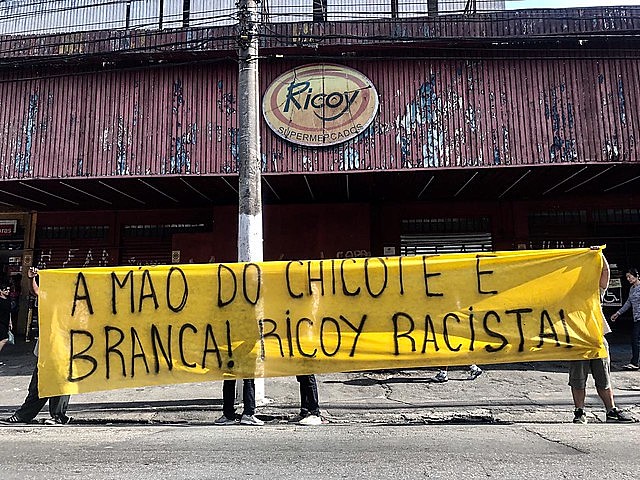 Ricoy
SUPERMERCADOS
A MÃO DO CHICOTE É
BRANCA! RICOY RACISTA!